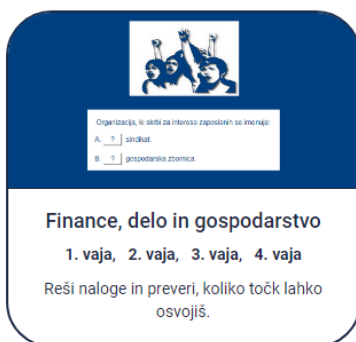 Organizacija, ki skrbi za interese zaposlenih se imenuje:
A. ? sindikat.
B. ? gospodarska zbornica.
Finance, delo in gospodarstvo
1. vaja, 2. vaja, 3. vaja, 4. vaja
Reši naloge in preveri, koliko točk lahko
osvojiš.